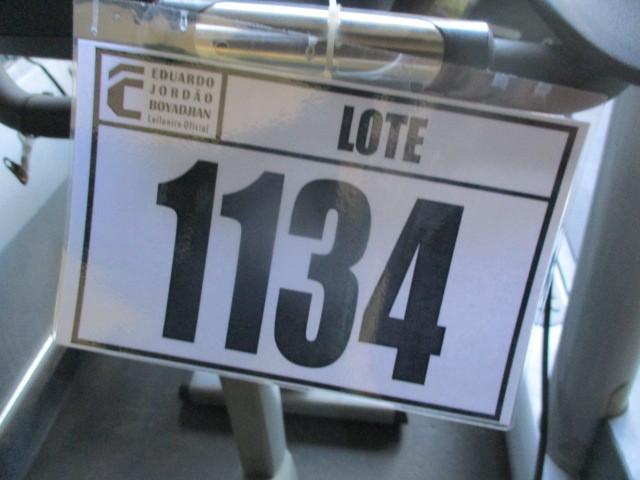 EDUARDO
JORDÃO
BOYADJIAN
Leiloeiro Oficial
LOTE
1134